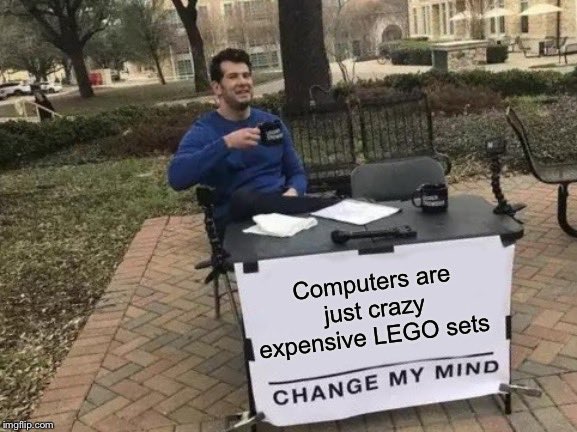 Computers are
just crazy
expensive LEGO sets
CHANGE MY MIND
imgflip.com